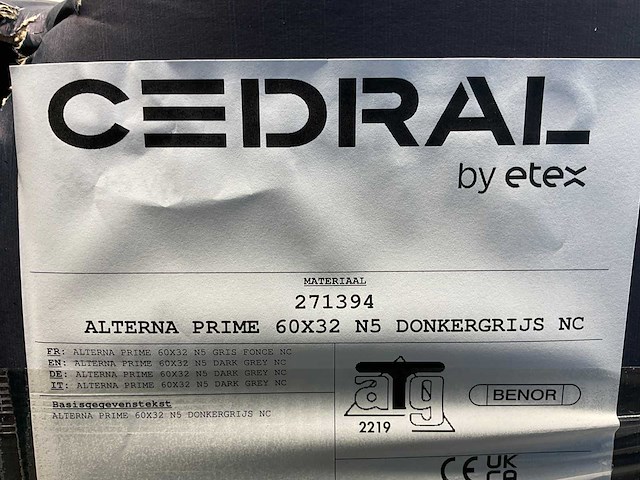 CEDRAL
by etex
MATERIAAL
271394
ALTERNA PRIME 60X32 N5 DONKERGRIJS NC
FR: ALTERNA PRIME 60X32 N5 GRIS FONCE NC
EN: ALTERNA PRIME 60X32 N5 DARK GREY NC
DE: ALTERNA PRIME 60X32 N5 DARK GREY NC
IT: ALTERNA PRIME 60X32 N5 DARK GREY NC
Basisgegevenstekst
ALTERNA PRIME 60X32 N5 DONKERGRIJS NC
aTg
BENOR
2219
CE UK
CA